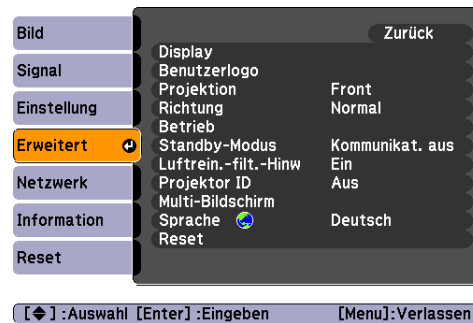 Bild
Signal
Einstellung
Erweitert
Netzwerk
Information
Reset
Zurück
Display
Benutzerlogo
Projektion Front
Richtung Normal
Betrieb
Standby-Modus Kommunikat. aus
Luftrein.-filt.-Hinw Ein
Projektor ID Aus
Multi-Bildschirm
Sprache Deutsch
Reset
[ ] :Auswahl [Enter] :Eingeben [Menu]:Verlassen